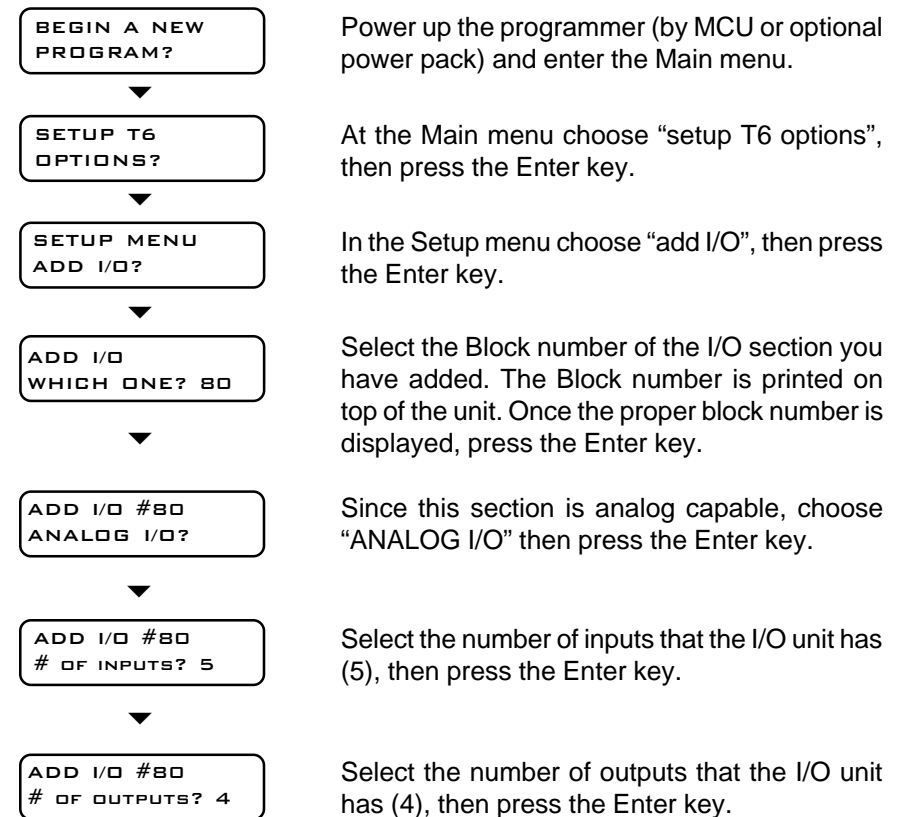 BEGIN A NEW
PROGRAM?
Power up the programmer (by MCU or optional
power pack) and enter the Main menu.
SETUP T6
OPTIONS?
At the Main menu choose “setup T6 options”,
then press the Enter key.
SETUP MENU
ADD I/O?
In the Setup menu choose “add I/O”, then press
the Enter key.
ADD I/O
WHICH ONE? 80
Select the Block number of the I/O section you
have added. The Block number is printed on
top of the unit. Once the proper block number is
displayed, press the Enter key.
ADD I/O #80
ANALOG I/O?
Since this section is analog capable, choose
“ANALOG I/O” then press the Enter key.
ADD I/O #80
# OF INPUTS? 5
Select the number of inputs that the I/O unit has
(5), then press the Enter key.
ADD I/O #80
# OF OUTPUTS? 4
Select the number of outputs that the I/O unit
has (4), then press the Enter key.